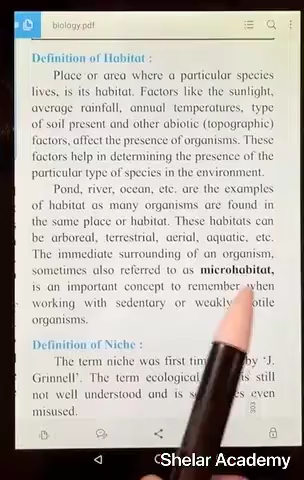 biology.pdf
Definition of Habitat :
Place or area where a particular species
lives, is its habitat. Factors like the sunlight,
average rainfall, annual temperatures, type
of soil present and other abiotic (topographic)
factors, affect the presence of organisms. These
factors help in determining the presence of the
particular type of species in the environment.
Pond, river, ocean, etc. are the examples
of habitat as many organisms are found in
the same place or habitat. These habitats can
be arboreal, terrestrial, aerial, aquatic, etc.
The immediate surrounding of an organism,
sometimes also referred to as microhabitat,
is an important concept to remember when
working with sedentary or weakly
organisms.
Definition of Niche :
The term niche was first by 'J.
Grinnell'. The term ecological is still
not well understood and is even
misused.
303
Shelar Academy